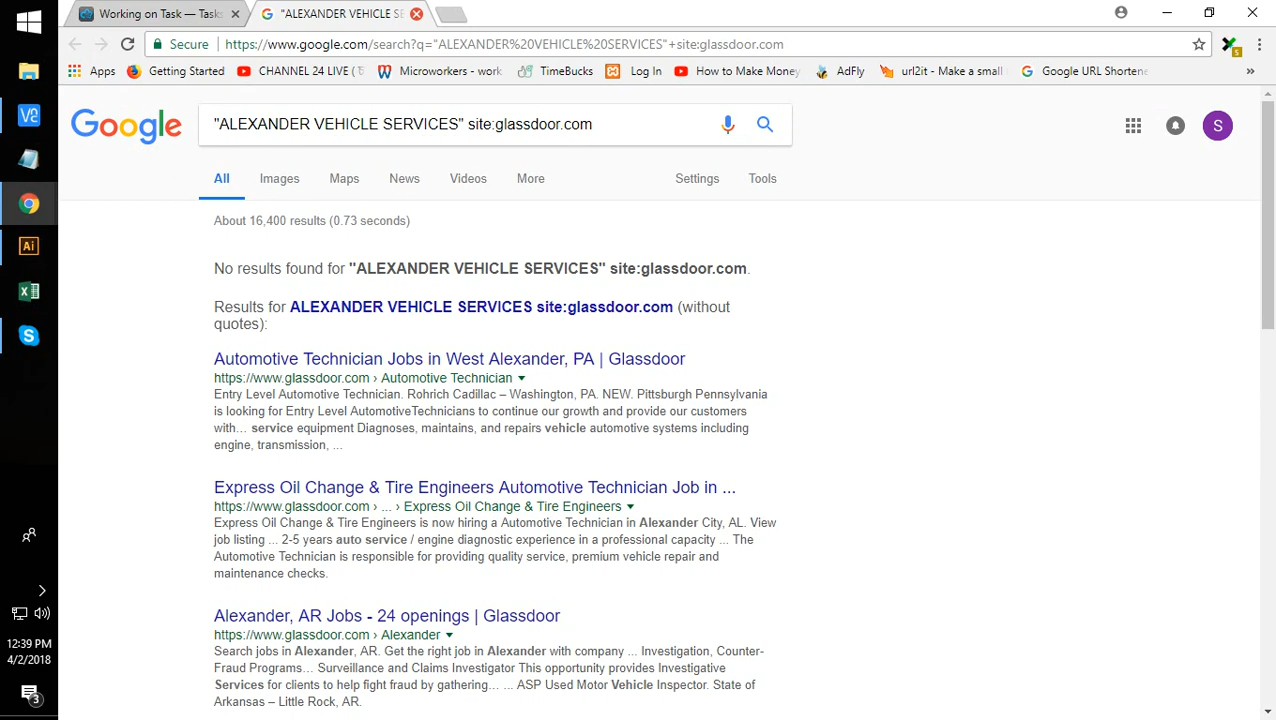 Working on Task — Tasks
"ALEXANDER VEHICLE SE
Secure
https://www.google.com/search?q="ALEXANDER%20VEHICLE%20SERVICES"+site:glassdoor.com
5
Apps
Getting Started
CHANNEL 24 LIVE (
Microworkers - work
TimeBucks
Log In
How to Make Money
AdFly
url2it - Make a small
Google URL Shortene
»
Google
"ALEXANDER VEHICLE SERVICES" site:glassdoor.com
S
All
Images
Maps
News
Videos
More
Settings
Tools
About 16,400 results (0.73 seconds)
No results found for "ALEXANDER VEHICLE SERVICES" site:glassdoor.com.
Results for ALEXANDER VEHICLE SERVICES site:glassdoor.com (without
quotes):
Automotive Technician Jobs in West Alexander, PA | Glassdoor
https://www.glassdoor.com › Automotive Technician
Entry Level Automotive Technician. Rohrich Cadillac – Washington, PA. NEW. Pittsburgh Pennsylvania
is looking for Entry Level AutomotiveTechnicians to continue our growth and provide our customers
with… service equipment Diagnoses, maintains, and repairs vehicle automotive systems including
engine, transmission, ...
Express Oil Change & Tire Engineers Automotive Technician Job in ...
https://www.glassdoor.com › ... › Express Oil Change & Tire Engineers
Express Oil Change & Tire Engineers is now hiring a Automotive Technician in Alexander City, AL. View
job listing ... 2-5 years auto service / engine diagnostic experience in a professional capacity ... The
Automotive Technician is responsible for providing quality service, premium vehicle repair and
maintenance checks.
Alexander, AR Jobs - 24 openings | Glassdoor
https://www.glassdoor.com › Alexander
Search jobs in Alexander, AR. Get the right job in Alexander with company ... Investigation, Counter-
Fraud Programs… Surveillance and Claims Investigator This opportunity provides Investigative
Services for clients to help fight fraud by gathering… ... ASP Used Motor Vehicle Inspector. State of
Arkansas – Little Rock, AR.
Ai
12:39 PM
4/2/2018
3